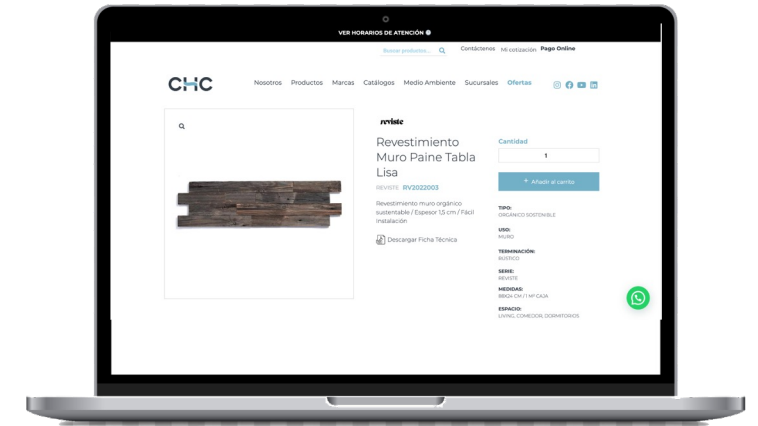 VER HORARIOS DE ATENCIÓN
Buscar productos...
Contáctenos Mi cotización Pago Online
CHC
Nosotros Productos Marcas Catálogos Medio Ambiente Sucursales Ofertas
reviste
Revestimiento
Muro Paine Tabla
Lisa
REVISTE RV2022003
Revestimiento muro orgánico
sustentable / Espesor 1,5 cm / Fácil
Instalación
Descargar Ficha Técnica
Cantidad
1
+ Añadir al carrito
TIPO:
ORGÁNICO SOSTENIBLE
USO:
MURO
TERMINACIÓN:
RÚSTICO
SERIE:
REVISTE
MEDIDAS:
CM / 1 CAJA
ESPACIO:
LIVING, COMEDOR, DORMITORIOS